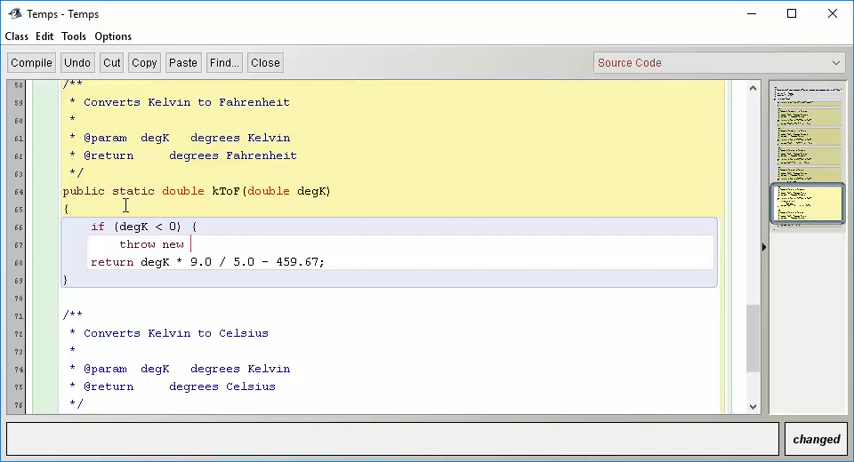 Temps - Temps
Class Edit Tools Options
Compile Undo Cut Copy Paste Find... Close Source Code
58 /**
59 * Converts Kelvin to Fahrenheit
60 *
61 * @param degK degrees Kelvin
62 * @return degrees Fahrenheit
63 */
64 public static double kToF(double degK)
65 {
66 if (degK < 0) {
67 throw new
68 return degK * 9.0 / 5.0 - 459.67;
69 }
70
71 /**
72 * Converts Kelvin to Celsius
73 *
74 * @param degK degrees Kelvin
75 * @return degrees Celsius
76 */
changed